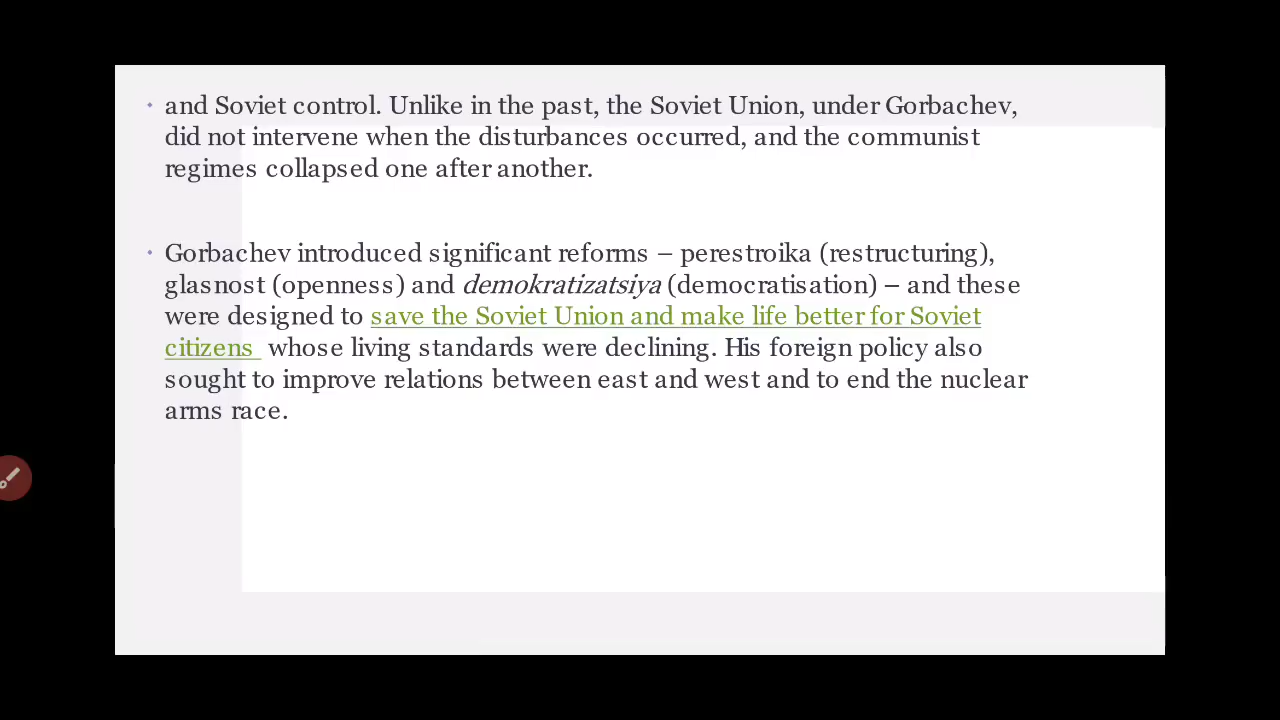 and Soviet control. Unlike in the past, the Soviet Union, under Gorbachev,
did not intervene when the disturbances occurred, and the communist
regimes collapsed one after another.
Gorbachev introduced significant reforms – perestroika (restructuring),
glasnost (openness) and demokratizatsiya (democratisation) – and these
were designed to save the Soviet Union and make life better for Soviet
citizens whose living standards were declining. His foreign policy also
sought to improve relations between east and west and to end the nuclear
arms race.